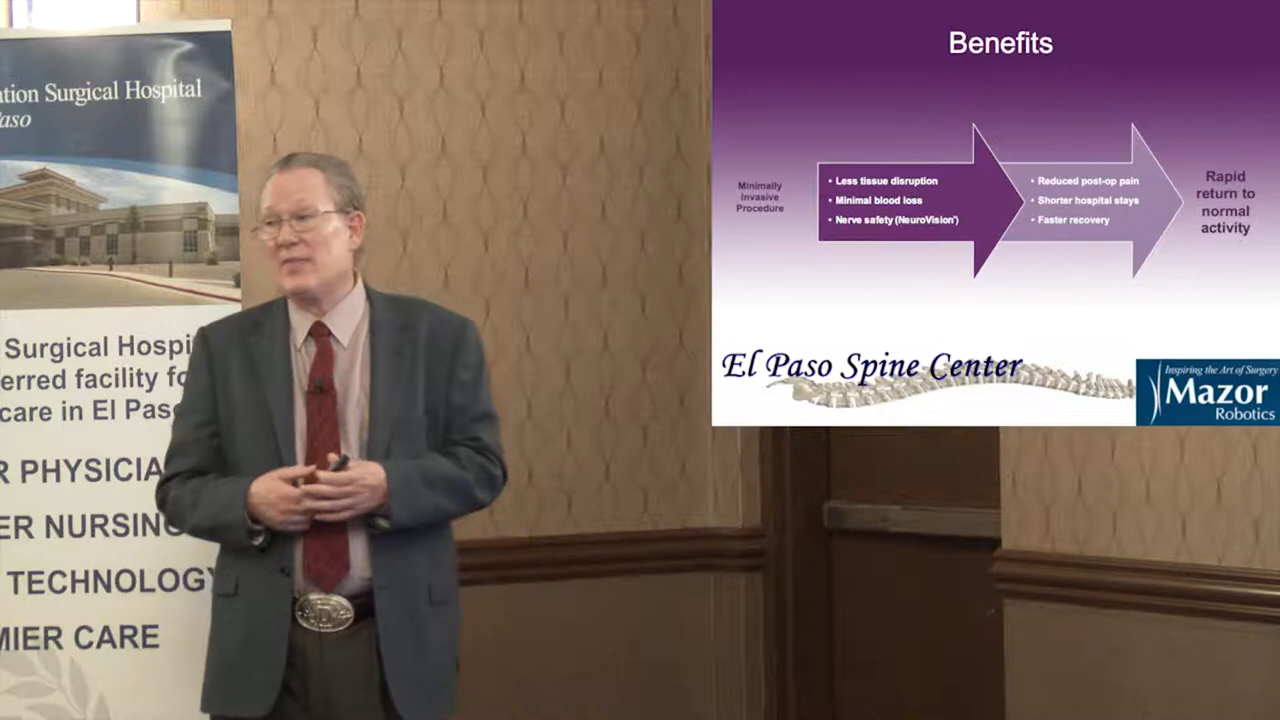 ation Surgical Hospital
aso
Surgical Hospi
erred facility fo
care in El Paso
R PHYSICIA
ER NURSING
TECHNOLOGY
MIER CARE
Benefits
Minimally
Invasive
Procedure
• Less tissue disruption
• Minimal blood loss
• Nerve safety (NeuroVision®)
• Reduced post-op pain
• Shorter hospital stays
• Faster recovery
Rapid
return to
normal
activity
El Paso Spine Center
Inspiring the Art of Surgery
Mazor
Robotics